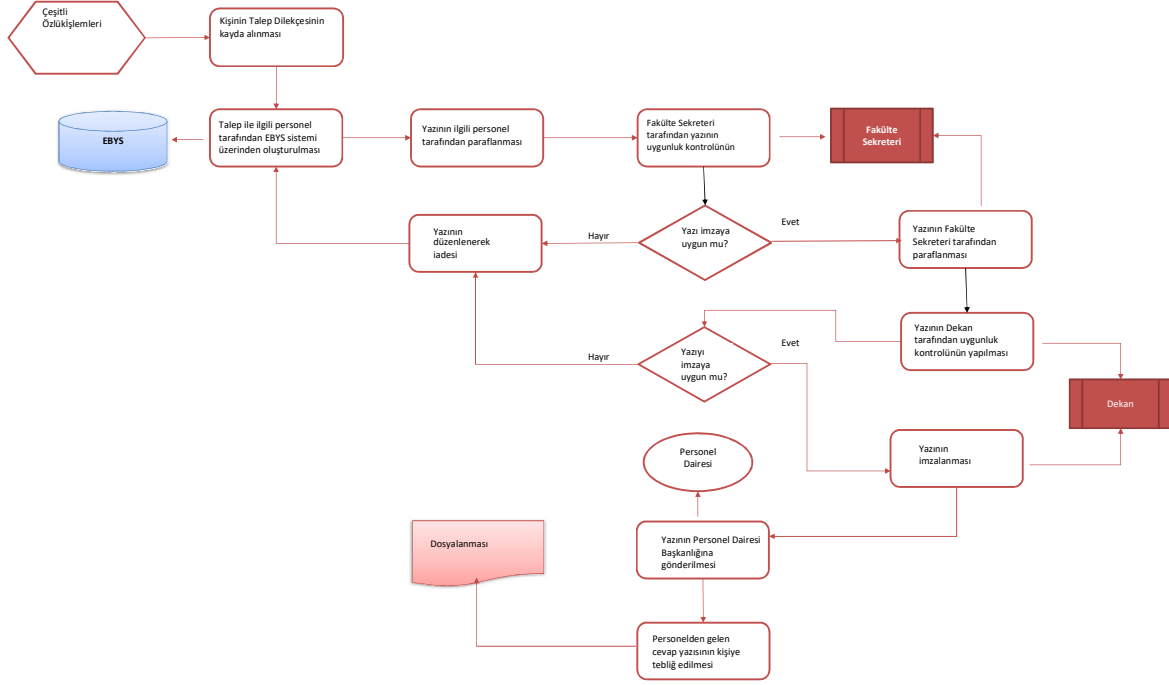 Çeşitli
Özlükİşlemleri
Kişinin Talep Dilekçesinin
kayda alınması
EBYS
Talep ile ilgili personel
tarafından EBYS sistemi
üzerinden oluşturulması
Yazının ilgili personel
tarafından paraflanması
Fakülte Sekreteri
tarafından yazının
uygunluk kontrolünün
Fakülte
Sekreteri
Yazının
düzenlenerek
iadesi
Hayır
Yazı imzaya
uygun mu?
Evet
Yazının Fakülte
Sekreteri tarafından
paraflanması
Hayır
Yazıyı
imzaya
uygun mu?
Evet
Yazının Dekan
tarafından uygunluk
kontrolünün yapılması
Dekan
Personel
Dairesi
Yazının
imzalanması
Dosyalanması
Yazının Personel Dairesi
Başkanlığına
gönderilmesi
Personelden gelen
cevap yazısının kişiye
tebliğ edilmesi